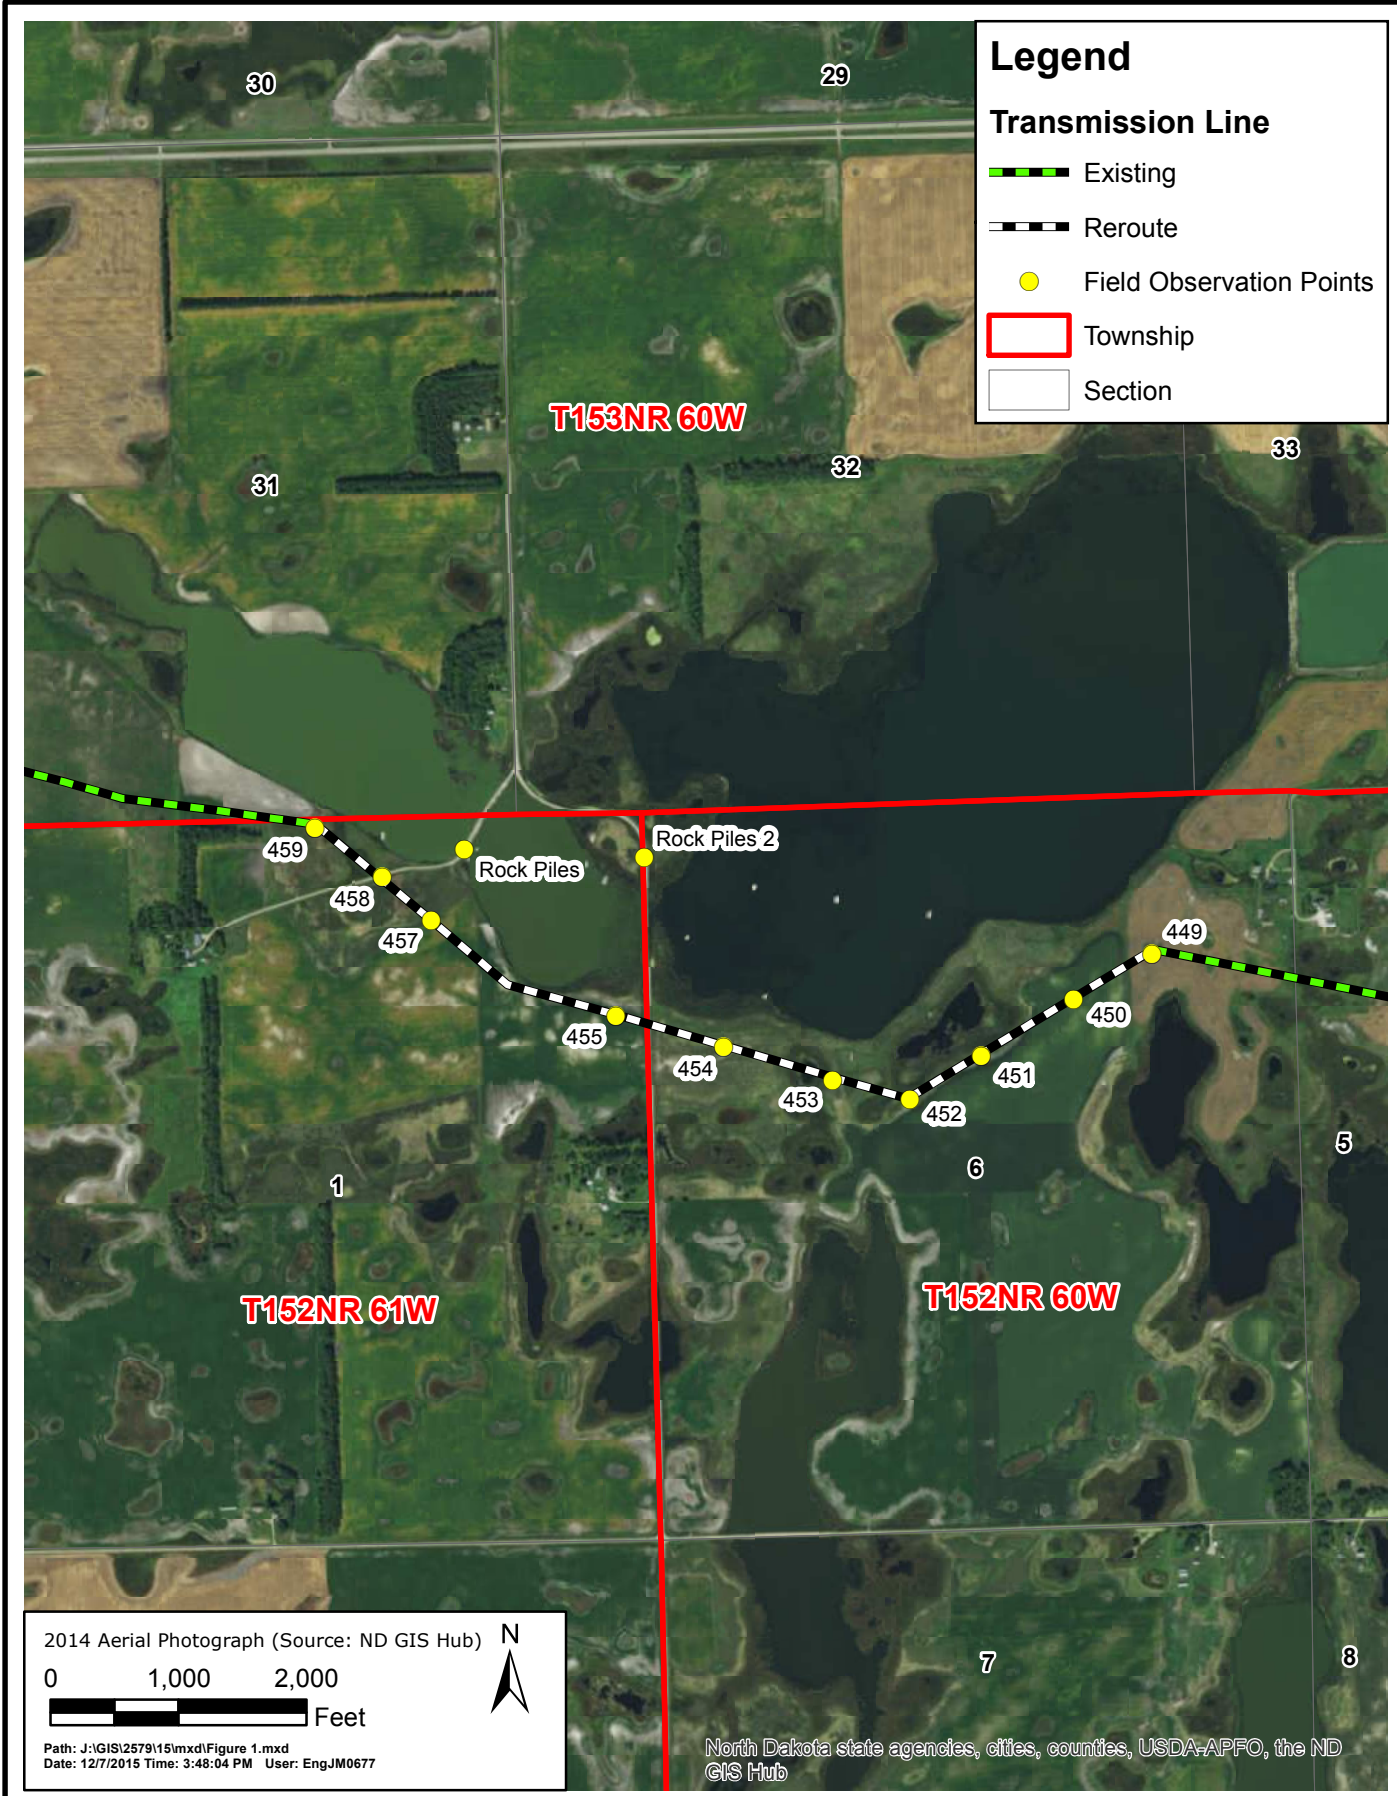 30
29
Legend
Transmission Line
Existing
Reroute
Field Observation Points
Township
Section
T153NR 60W
33
32
31
Rock Piles 2
459
Rock Piles
458
449
457
450
455
454
451
453
452
5
6
1
T152NR 61W
T152NR 60W
2014 Aerial Photograph (Source: ND GIS Hub)
N
0 1,000 2,000
Feet
Path: J:\GIS\2579\15\mxd\Figure 1.mxd
Date: 12/7/2015 Time: 3:48:04 PM User: EngJM0677
7
8
North Dakota state agencies, cities, counties, USDA-APFO, the ND
GIS Hub